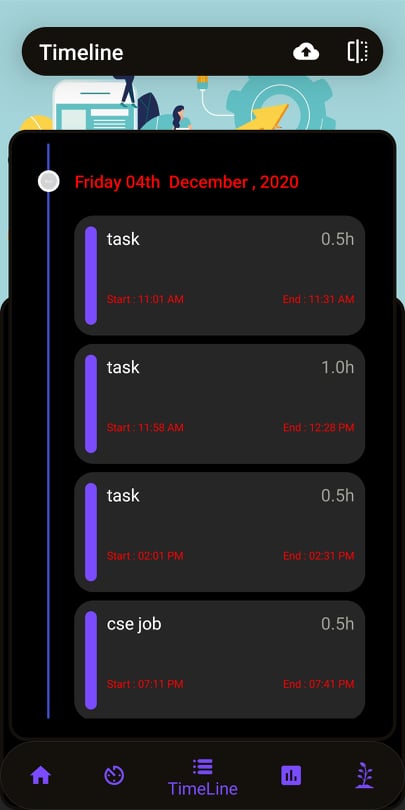 Timeline
Friday 04th  December , 2020
task 0.5h
Start : 11:01 AM End : 11:31 AM
task 1.0h
Start : 11:58 AM End : 12:28 PM
task 0.5h
Start : 02:01 PM End : 02:31 PM
cse job 0.5h
Start : 07:11 PM End : 07:41 PM
TimeLine